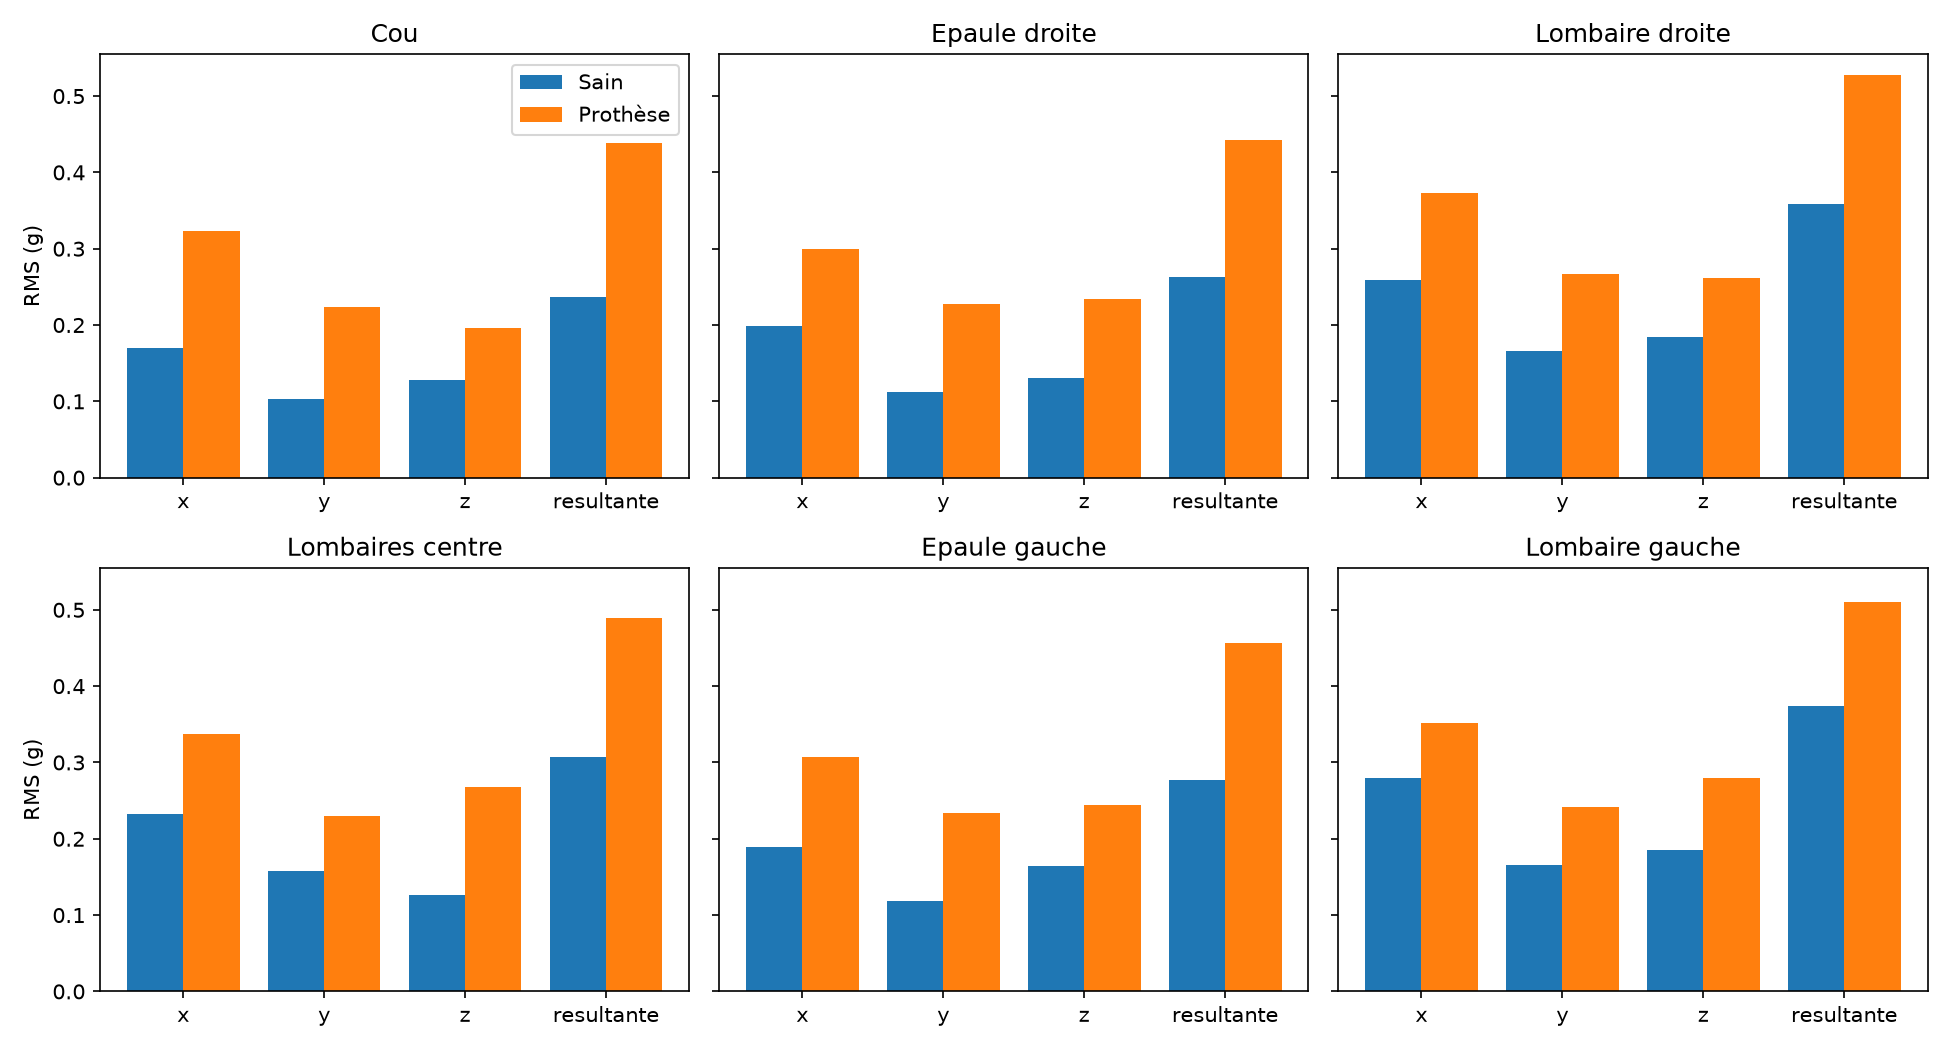 Cou
Epaule droite
Lombaire droite
Sain
Prothèse
RMS (g)
0.5
0.4
0.3
0.2
0.1
0.0
x y z resultante
x y z resultante
x y z resultante
Lombaires centre
Epaule gauche
Lombaire gauche
RMS (g)
0.5
0.4
0.3
0.2
0.1
0.0
x y z resultante
x y z resultante
x y z resultante